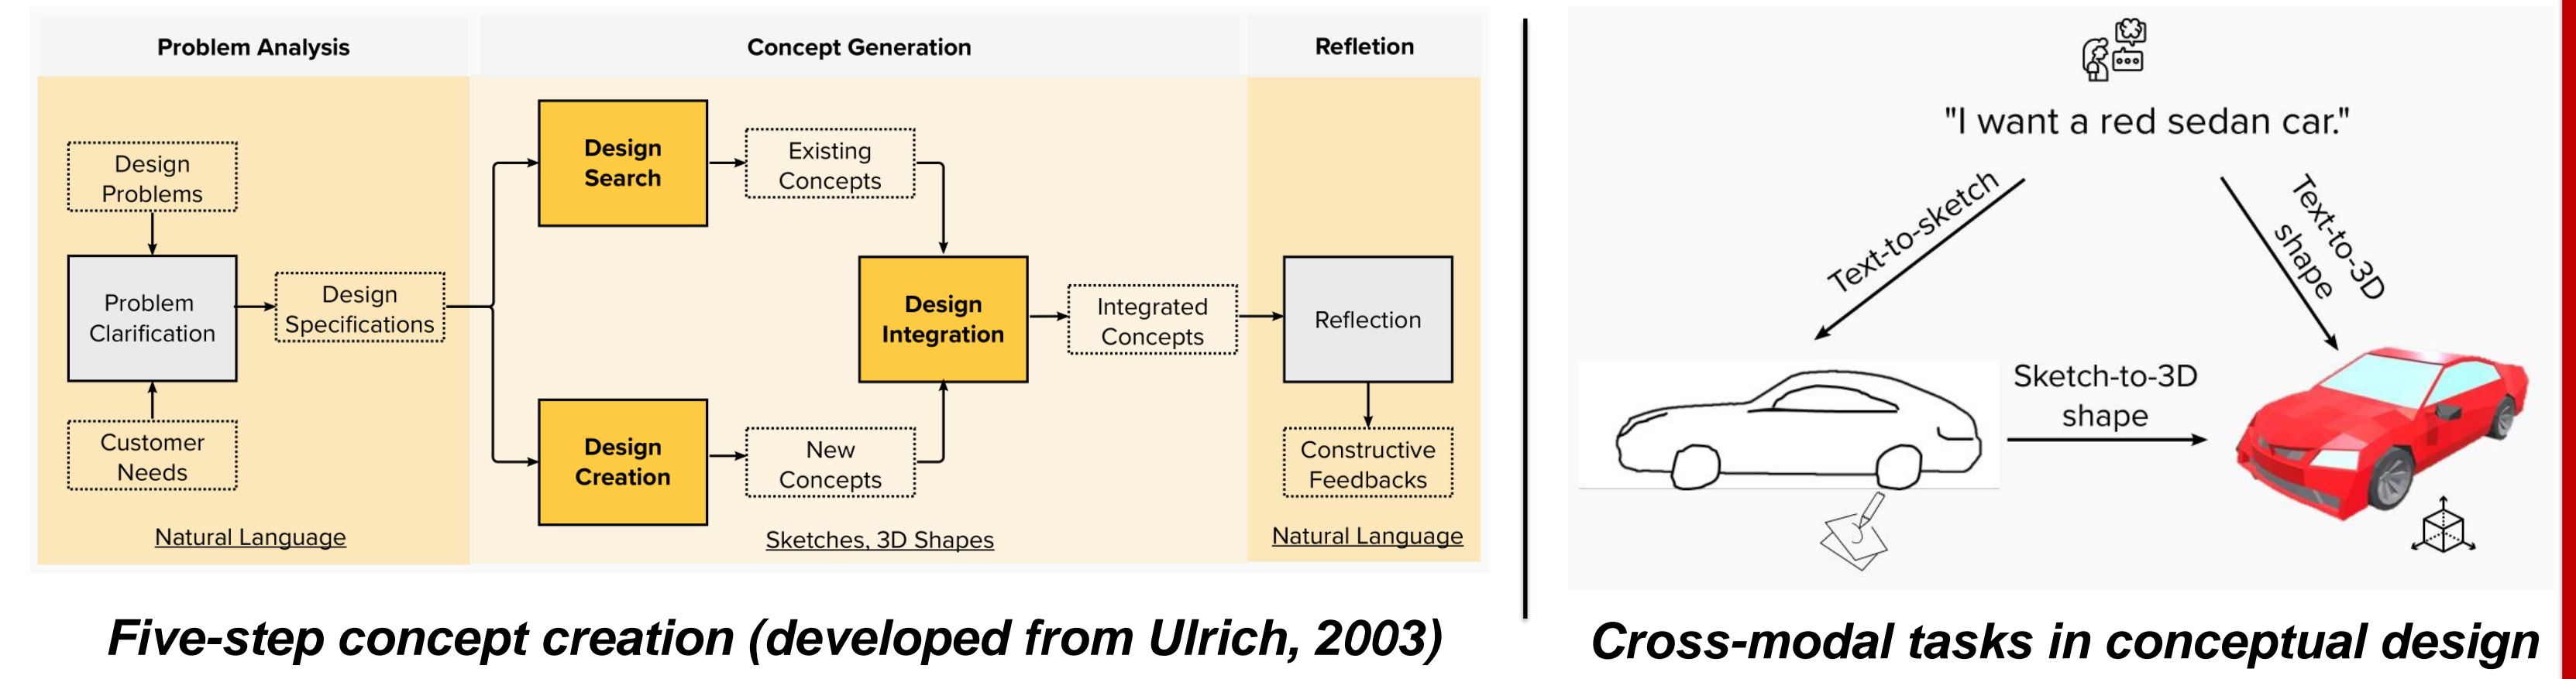 Problem Analysis
Concept Generation
Refletion
Design
Problems
Problem
Clarification
Customer
Needs
Design
Specifications
Natural Language
Design
Search
Existing
Concepts
Design
Creation
New
Concepts
Design
Integration
Integrated
Concepts
Sketches, 3D Shapes
Reflection
Constructive
Feedbacks
Natural Language
Five-step concept creation (developed from Ulrich, 2003)
"I want a red sedan car."
Text-to-sketch
Text-to-3D
shape
Sketch-to-3D
shape
Cross-modal tasks in conceptual design